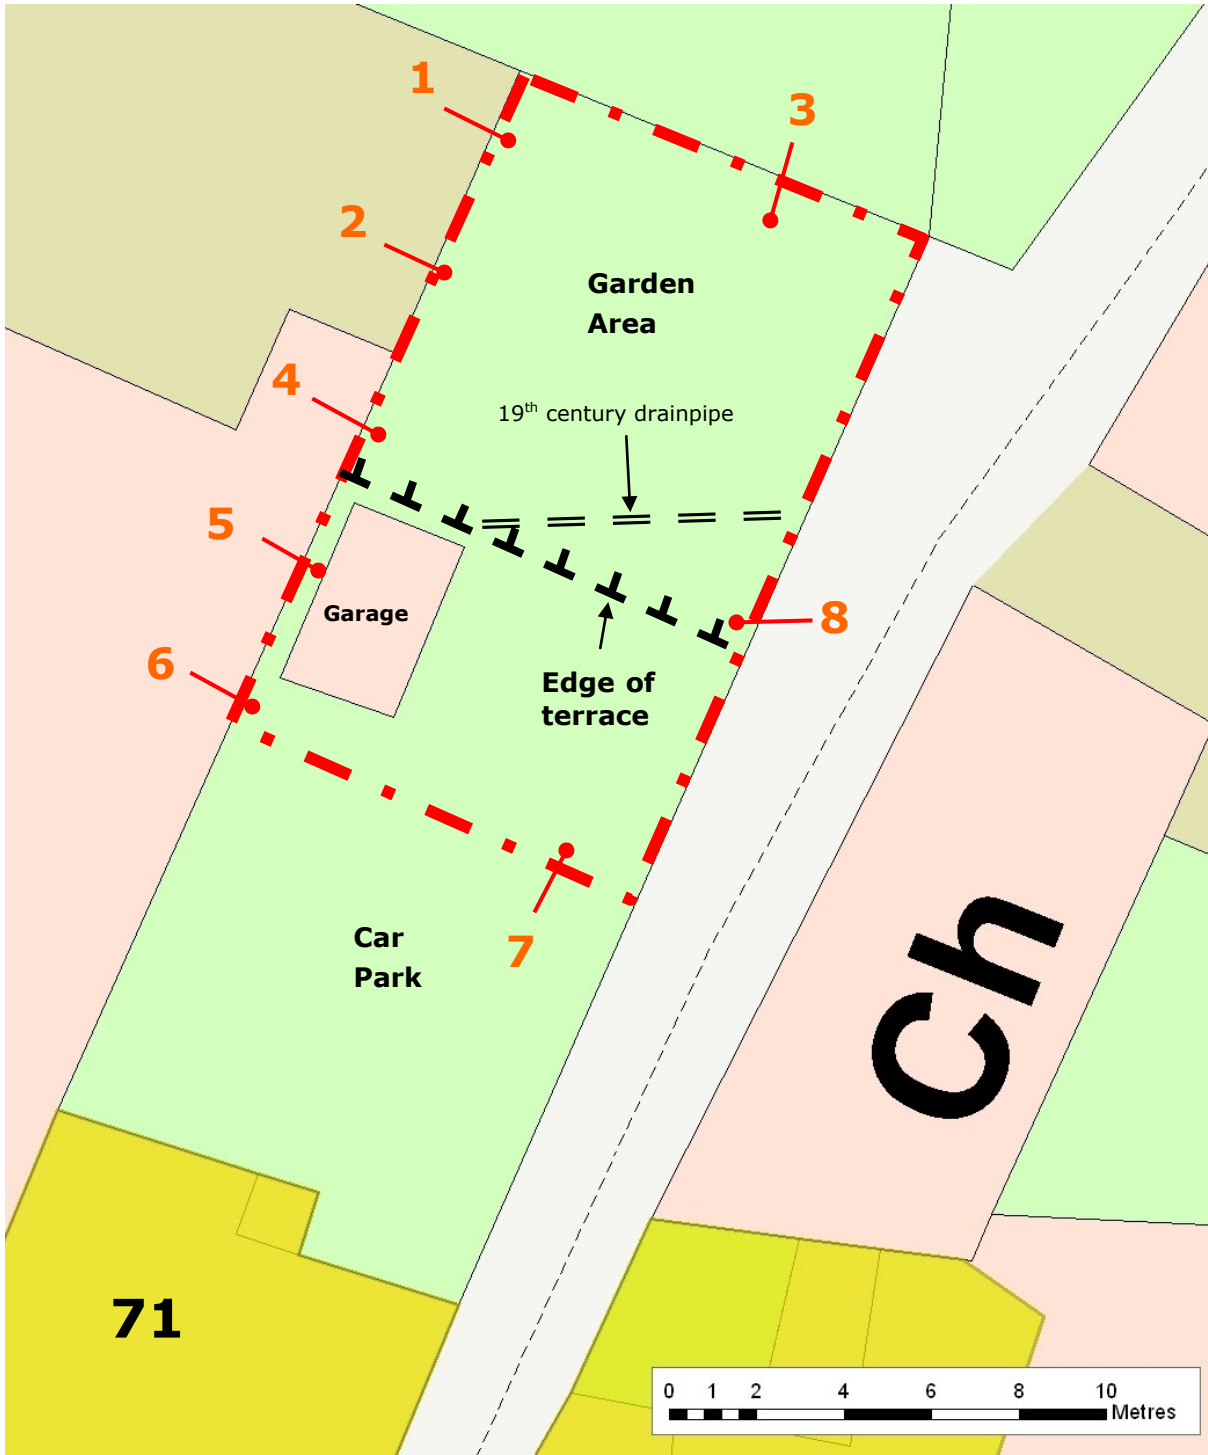 1
3
2
Garden
Area
4
19th century drainpipe
5
Garage
8
6
Edge of
terrace
7
Car
Park
Ch
71
0 1 2 4 6 8 10
Metres